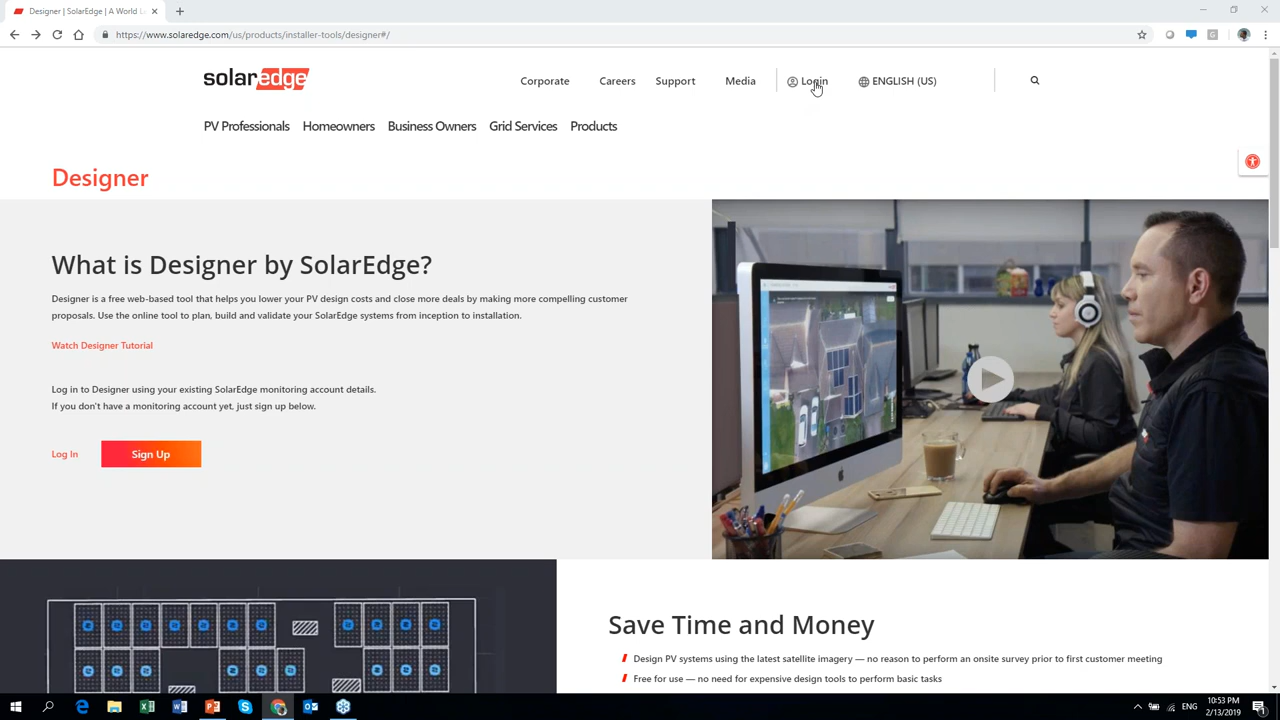 Designer | SolarEdge | A World L
https://www.solaredge.com/us/products/installer-tools/designer#/
solaredge
Corporate
Careers
Support
Media
Login
ENGLISH (US)
PV Professionals
Homeowners
Business Owners
Grid Services
Products
Designer
What is Designer by SolarEdge?
Designer is a free web-based tool that helps you lower your PV design costs and close more deals by making more compelling customer
proposals. Use the online tool to plan, build and validate your SolarEdge systems from inception to installation.
Watch Designer Tutorial
Log in to Designer using your existing SolarEdge monitoring account details.
If you don't have a monitoring account yet, just sign up below.
Log In
Sign Up
Save Time and Money
Design PV systems using the latest satellite imagery — no reason to perform an onsite survey prior to first customer meeting
Free for use — no need for expensive design tools to perform basic tasks
ENG
10:53 PM
2/13/2019